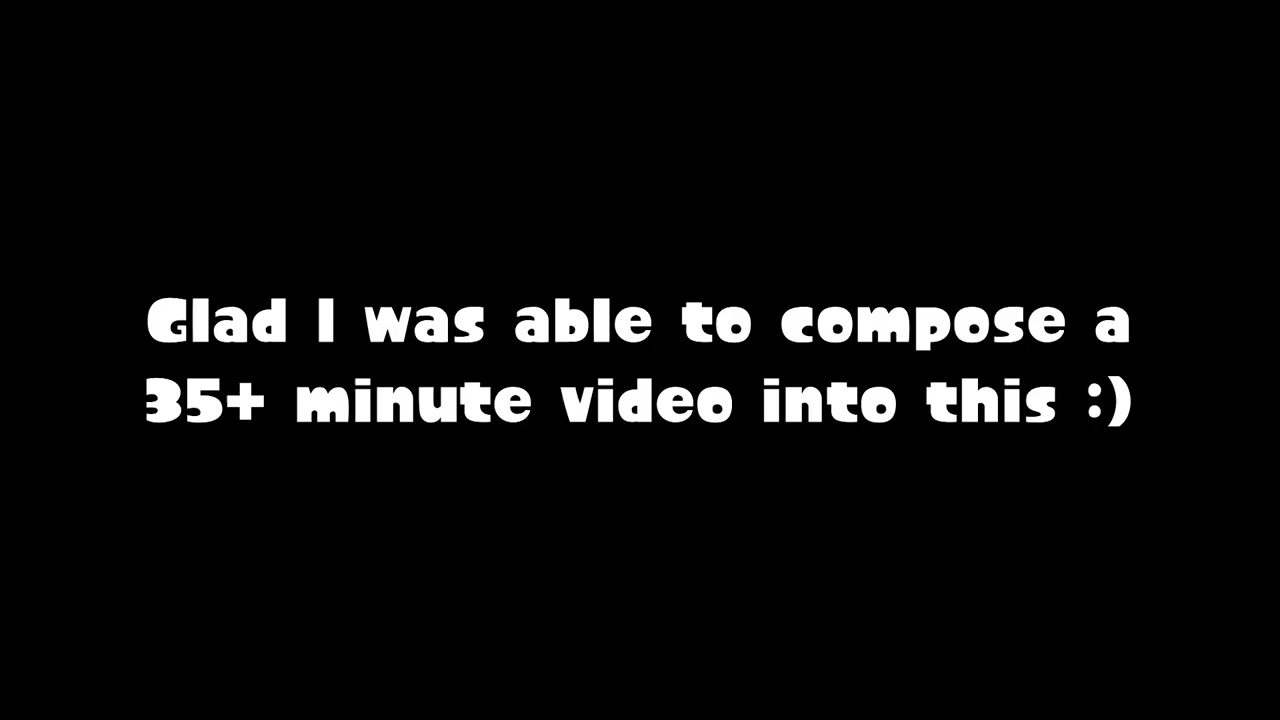 Glad I was able to compose a
35+ minute video into this :)